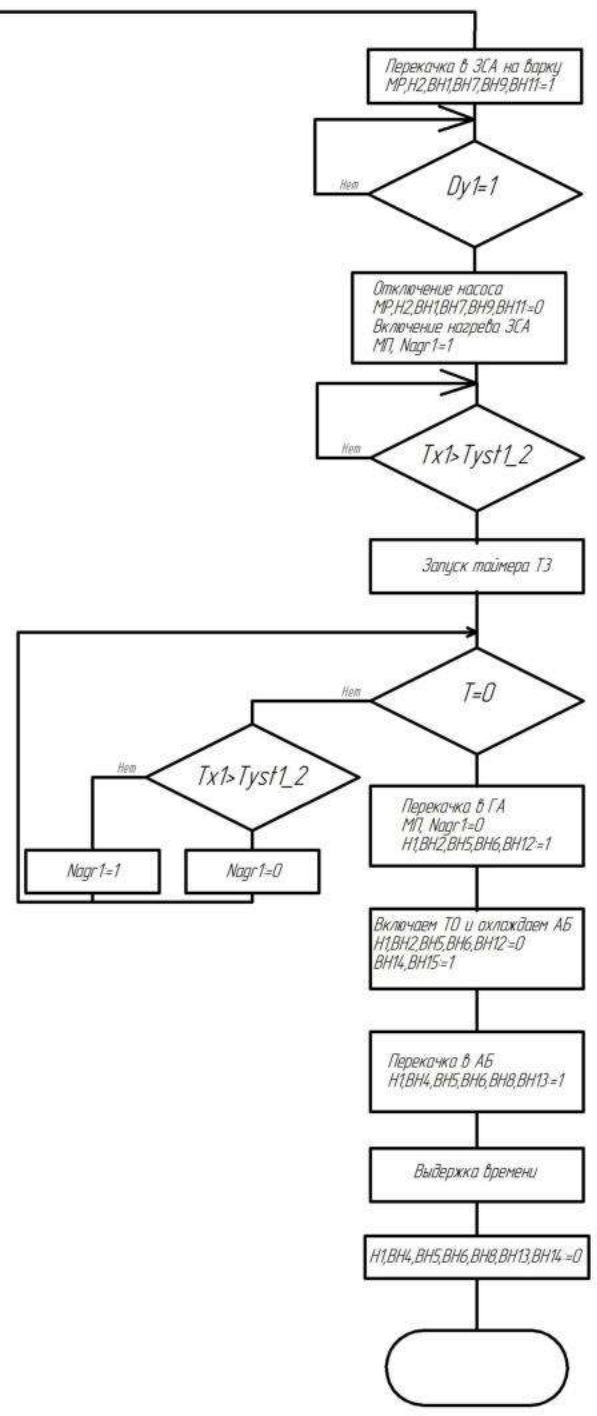 Перекачка в ЗСА на варку
МР,Н2,ВН1,ВН7,ВН9,ВН11=1
Нет
Dy1=1
Отключение насоса
МР,Н2,ВН1,ВН7,ВН9,ВН11=0
Включение нагрева ЗСА
МП, Nagr1=1
Нет
Tx1>Tyst1_2
Запуск таймера Т3
Нет
T=0
Нет
Tx1>Tyst1_2
Перекачка в ГА
МП, Nagr1=0
Н1,ВН2,ВН5,ВН6,ВН12=1
Nagr1=1
Nagr1=0
Включаем ТО и охлаждаем АБ
Н1,ВН2,ВН5,ВН6,ВН12=0
ВН14,ВН15=1
Перекачка в АБ
Н1,ВН4,ВН5,ВН6,ВН8,ВН13=1
Выдержка времени
Н1,ВН4,ВН5,ВН6,ВН8,ВН13,ВН14=0